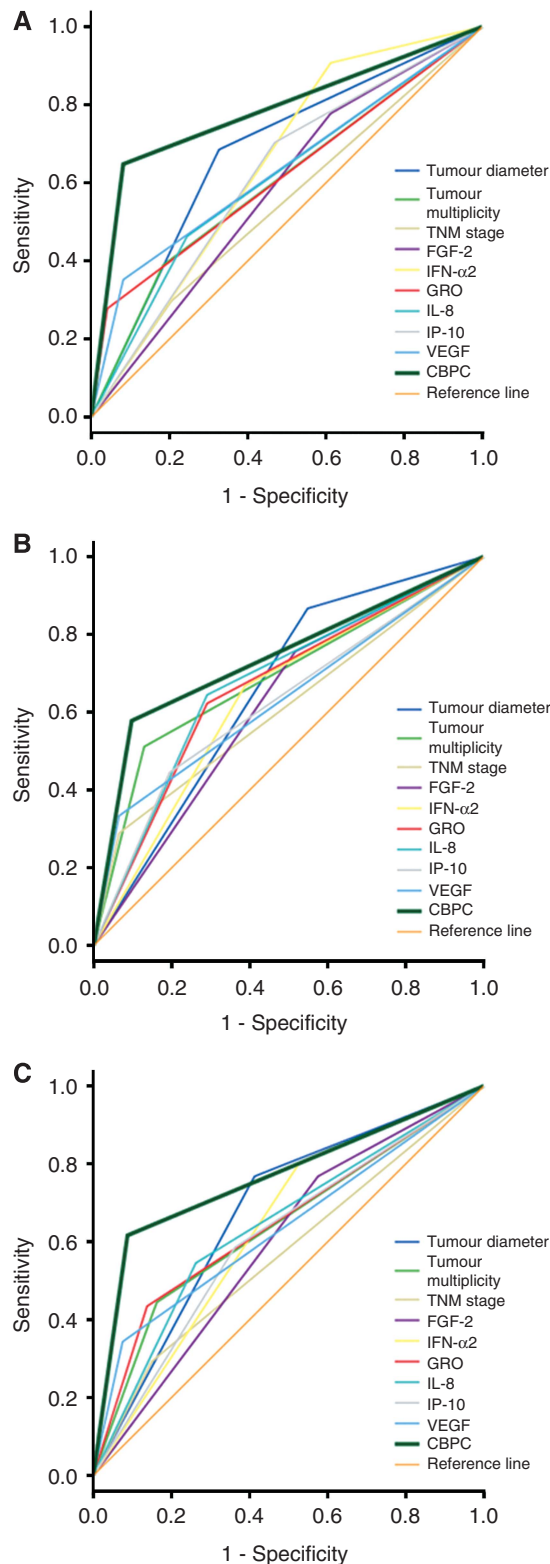 A
1.0
0.8
0.6
0.4
0.2
0.0
Sensitivity
Tumour diameter
Tumour
multiplicity
TNM stage
FGF-2
IFN-α2
GRO
IL-8
IP-10
VEGF
CBPC
Reference line
0.0 0.2 0.4 0.6 0.8 1.0
1 - Specificity
B
1.0
0.8
0.6
0.4
0.2
0.0
Sensitivity
Tumour diameter
Tumour
multiplicity
TNM stage
FGF-2
IFN-α2
GRO
IL-8
IP-10
VEGF
CBPC
Reference line
0.0 0.2 0.4 0.6 0.8 1.0
1 - Specificity
C
1.0
0.8
0.6
0.4
0.2
0.0
Sensitivity
Tumour diameter
Tumour
multiplicity
TNM stage
FGF-2
IFN-α2
GRO
IL-8
IP-10
VEGF
CBPC
Reference line
0.0 0.2 0.4 0.6 0.8 1.0
1 - Specificity